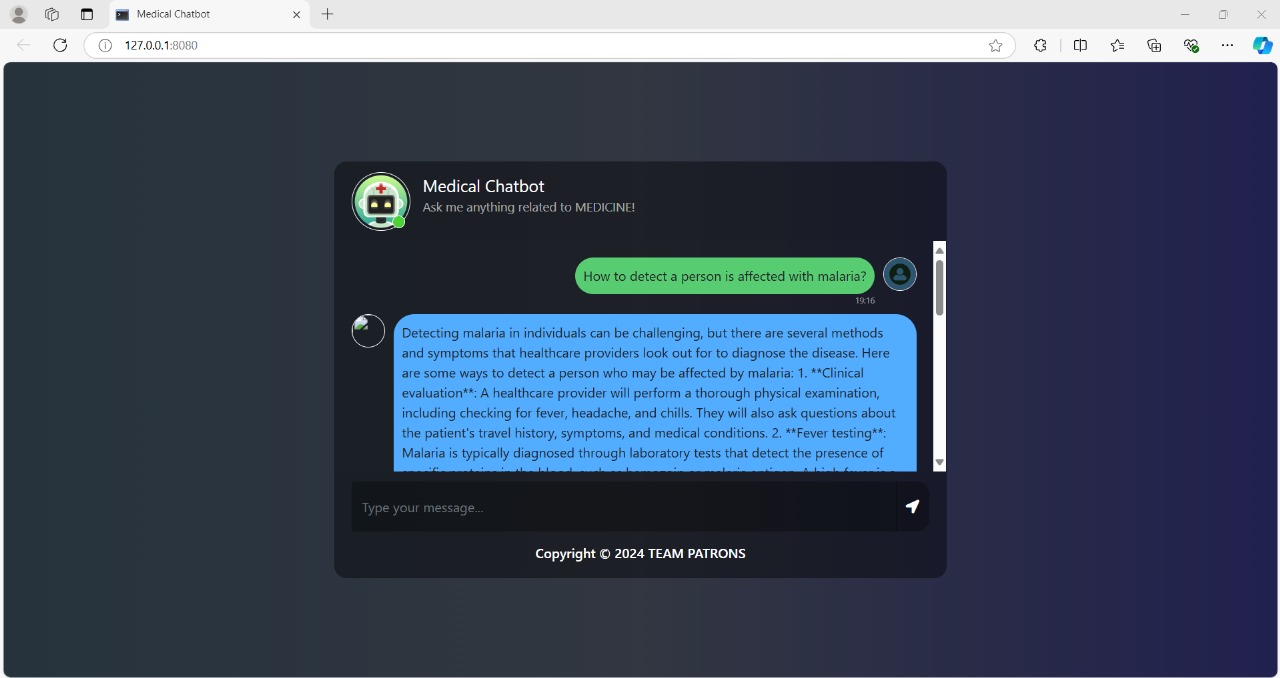 Medical Chatbot
127.0.0.1:8080
Medical Chatbot
Ask me anything related to MEDICINE!
How to detect a person is affected with malaria?
19:16
Detecting malaria in individuals can be challenging, but there are several methods
and symptoms that healthcare providers look out for to diagnose the disease. Here
are some ways to detect a person who may be affected by malaria: 1. **Clinical
evaluation**: A healthcare provider will perform a thorough physical examination,
including checking for fever, headache, and chills. They will also ask questions about
the patient's travel history, symptoms, and medical conditions. 2. **Fever testing**:
Malaria is typically diagnosed through laboratory tests that detect the presence of
Type your message...
Copyright © 2024 TEAM PATRONS